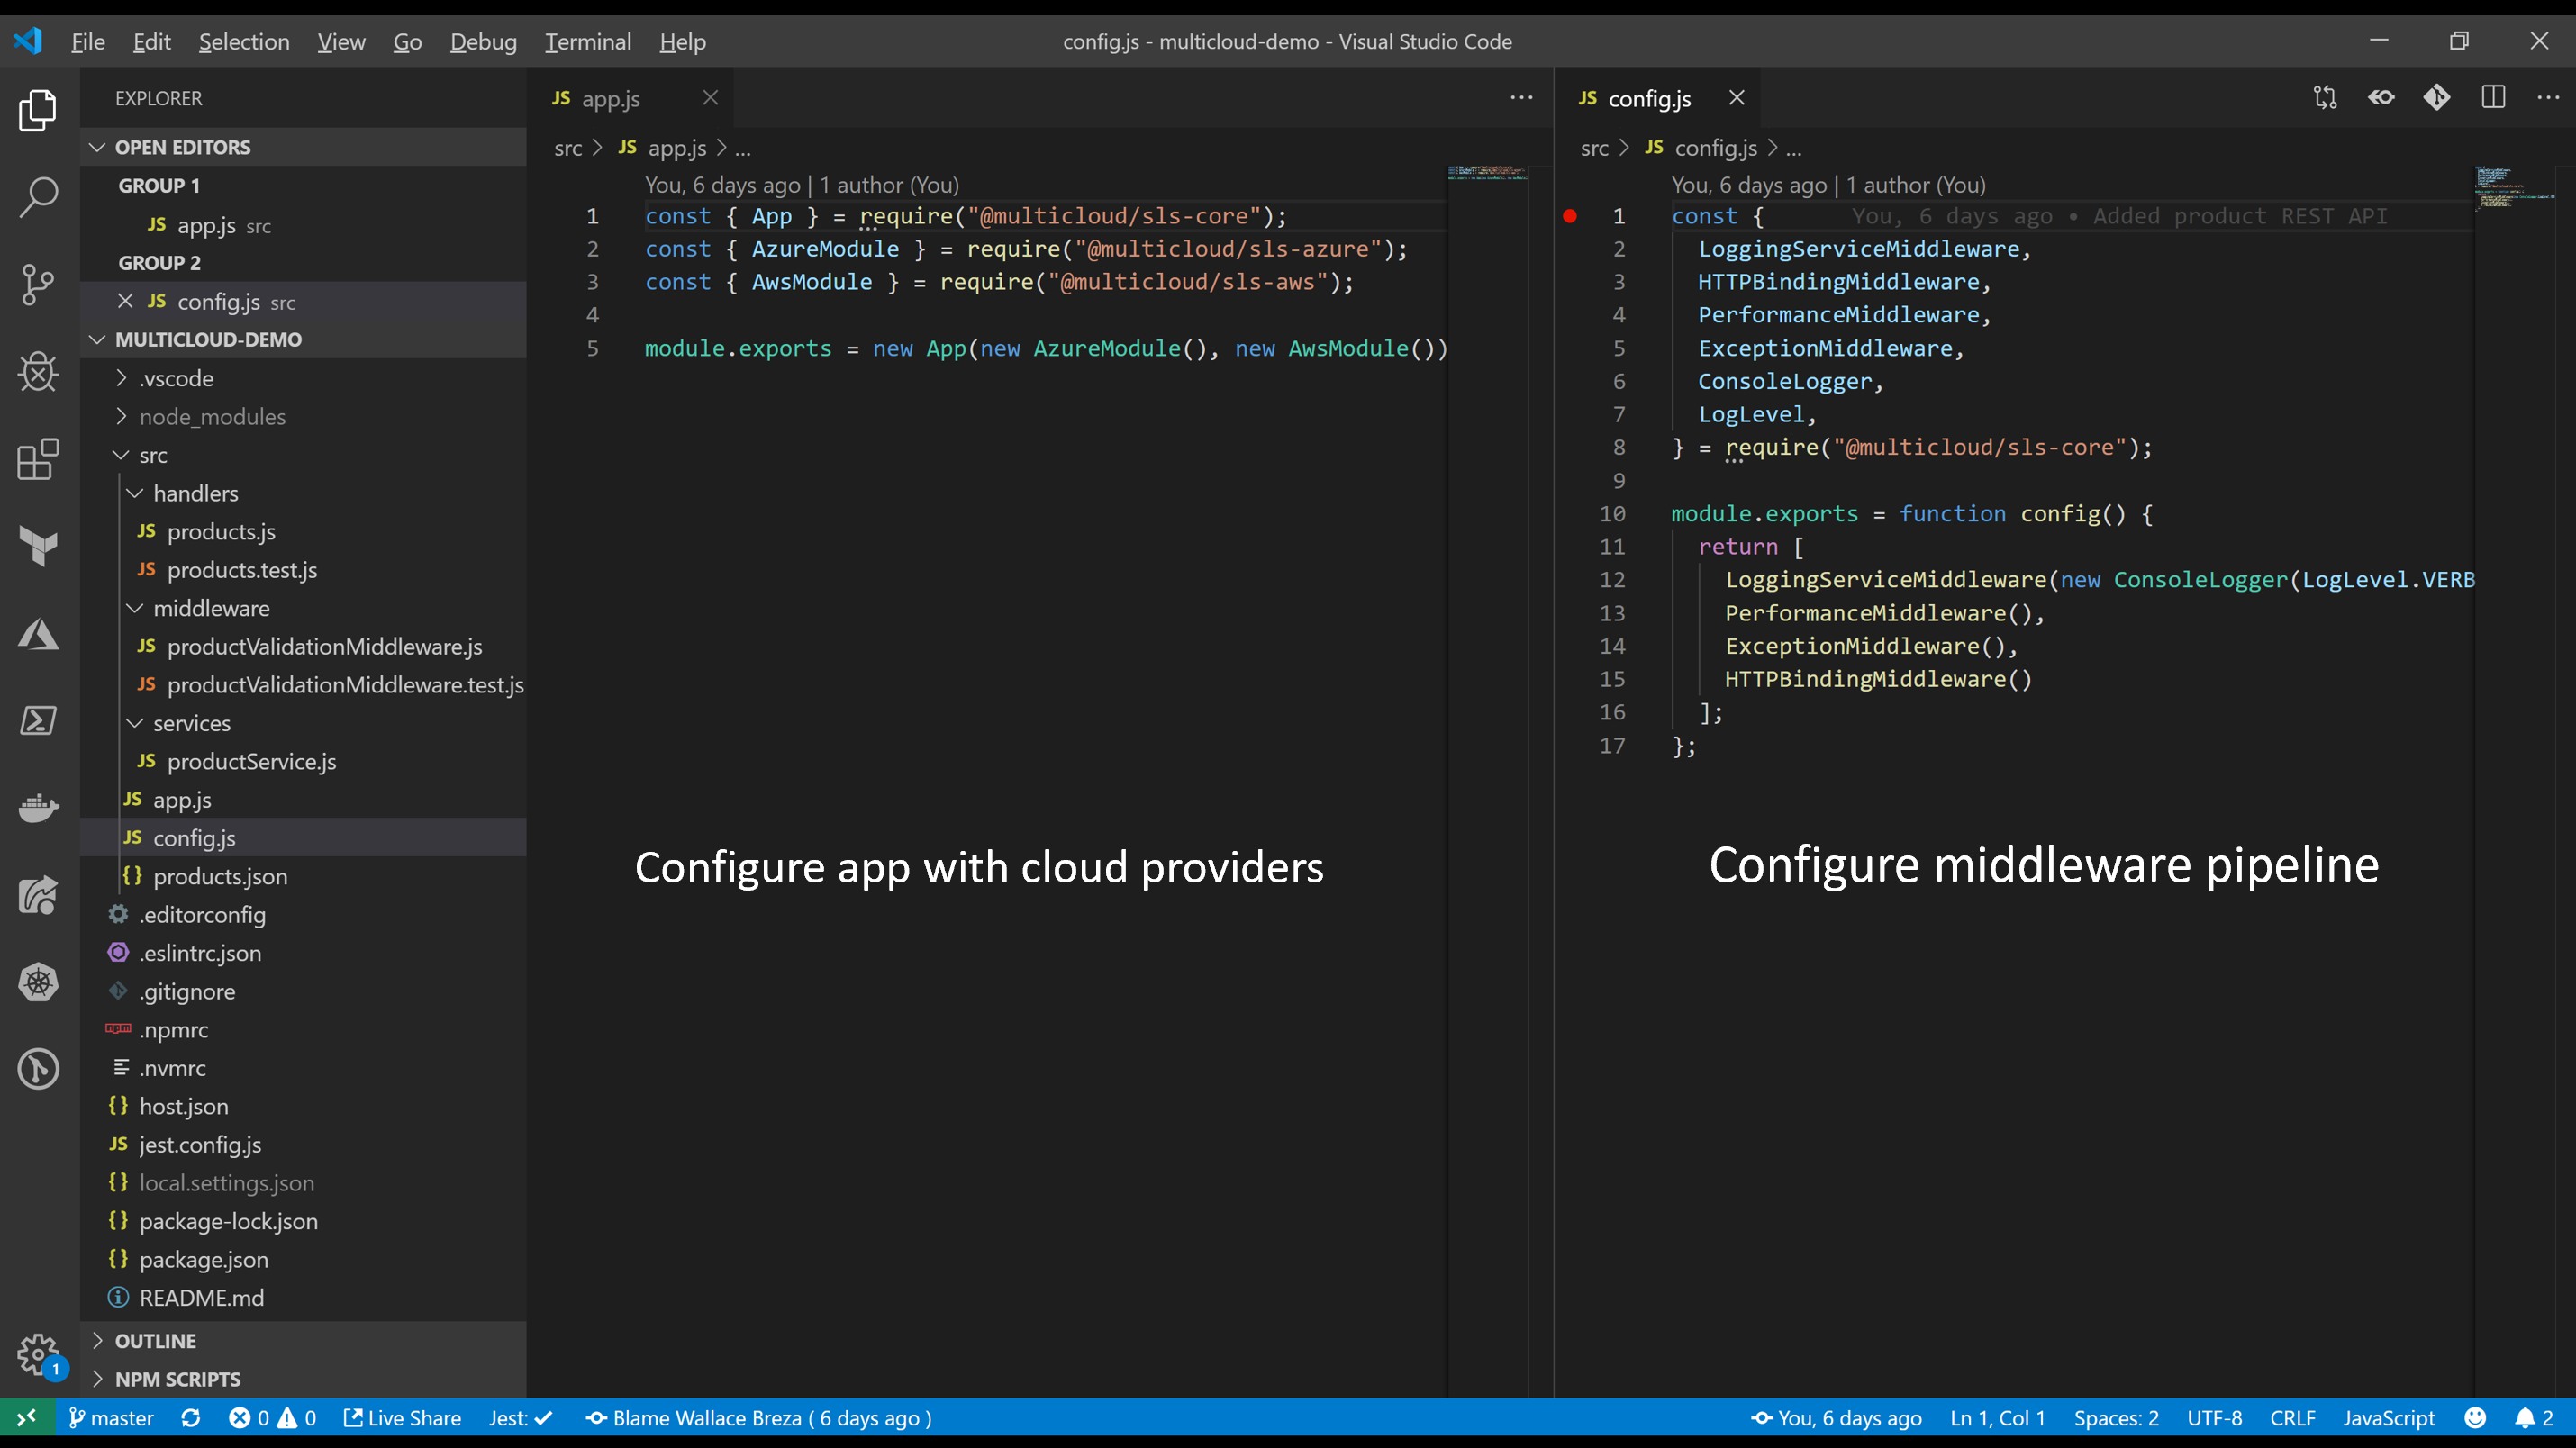 File Edit Selection View Go Debug Terminal Help
config.js - multicloud-demo - Visual Studio Code
EXPLORER
OPEN EDITORS
GROUP 1
JS app.js src
GROUP 2
JS config.js src
MULTICLOUD-DEMO
.vscode
node_modules
src
handlers
JS products.js
JS products.test.js
middleware
JS productValidationMiddleware.js
JS productValidationMiddleware.test.js
services
JS productService.js
JS app.js
JS config.js
{} products.json
.editorconfig
.eslintrc.json
.gitignore
.npmrc
.nvmrc
{} host.json
JS jest.config.js
{} local.settings.json
{} package-lock.json
{} package.json
README.md
OUTLINE
NPM SCRIPTS
1
JS app.js
src > JS app.js > ...
You, 6 days ago | 1 author (You)
1 const { App } = require("@multicloud/sls-core");
2 const { AzureModule } = require("@multicloud/sls-azure");
3 const { AwsModule } = require("@multicloud/sls-aws");
4
5 module.exports = new App(new AzureModule(), new AwsModule())
Configure app with cloud providers
JS config.js
src > JS config.js > ...
You, 6 days ago | 1 author (You)
1 const { You, 6 days ago • Added product REST API
2 LoggingServiceMiddleware,
3 HTTPBindingMiddleware,
4 PerformanceMiddleware,
5 ExceptionMiddleware,
6 ConsoleLogger,
7 LogLevel,
8 } = require("@multicloud/sls-core");
9
10 module.exports = function config() {
11 return [
12 LoggingServiceMiddleware(new ConsoleLogger(LogLevel.VERB
13 PerformanceMiddleware(),
14 ExceptionMiddleware(),
15 HTTPBindingMiddleware()
16 ];
17 };
Configure middleware pipeline
master 0 0 Live Share Jest: Blame Wallace Breza ( 6 days ago ) You, 6 days ago Ln 1, Col 1 Spaces: 2 UTF-8 CRLF JavaScript 2